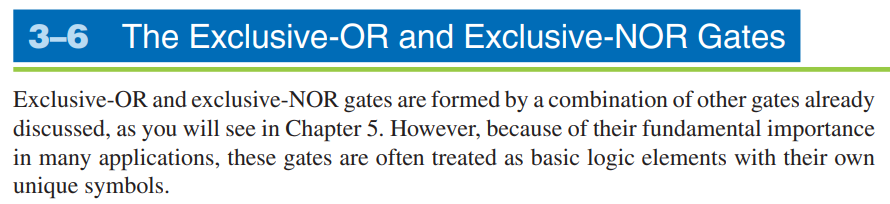 3–6 The Exclusive-OR and Exclusive-NOR Gates
Exclusive-OR and exclusive-NOR gates are formed by a combination of other gates already
discussed, as you will see in Chapter 5. However, because of their fundamental importance
in many applications, these gates are often treated as basic logic elements with their own
unique symbols.